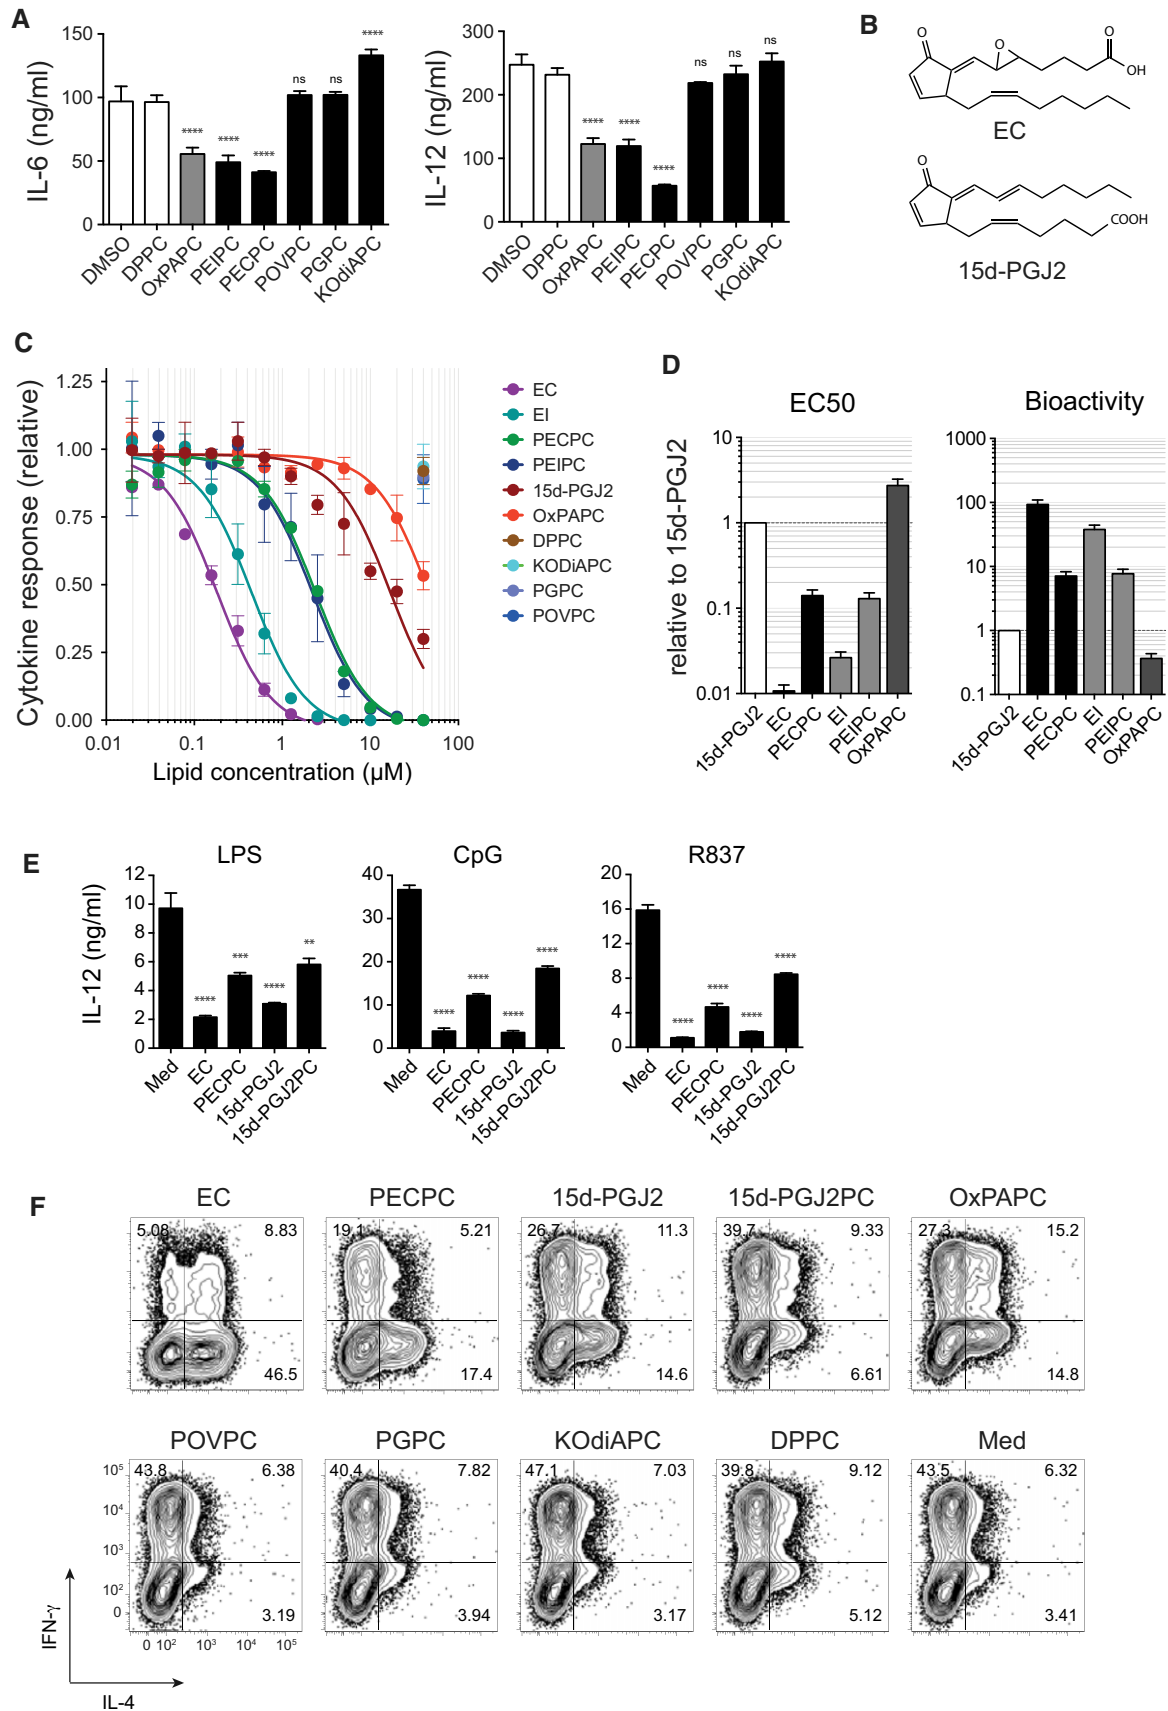 A
IL-6 (ng/ml)
150
100
50
0
****
****
****
ns
ns
****
DMSO
DPPC
OxPAPC
PEIPC
PECPC
POVPC
PGPC
KOdiAPC
IL-12 (ng/ml)
300
200
100
0
****
****
****
ns
ns
ns
DMSO
DPPC
OxPAPC
PEIPC
PECPC
POVPC
PGPC
KOdiAPC
B
O
O
O
OH
EC
O
COOH
15d-PGJ2
C
Cytokine response (relative)
1.25
1.00
0.75
0.50
0.25
0.00
0.01
0.1
1
10
100
Lipid concentration (µM)
EC
EI
PECPC
PEIPC
15d-PGJ2
OxPAPC
DPPC
KODiAPC
PGPC
POVPC
D
relative to 15d-PGJ2
EC50
10
1
0.1
0.01
15d-PGJ2
EC
PECPC
EI
PEIPC
OxPAPC
Bioactivity
1000
100
10
1
0.1
15d-PGJ2
EC
PECPC
EI
PEIPC
OxPAPC
E
IL-12 (ng/ml)
LPS
12
10
8
6
4
2
0
****
***
****
**
Med
EC
PECPC
15d-PGJ2
15d-PGJ2PC
CpG
40
30
20
10
0
****
****
****
****
Med
EC
PECPC
15d-PGJ2
15d-PGJ2PC
R837
20
16
12
8
4
0
****
****
****
****
Med
EC
PECPC
15d-PGJ2
15d-PGJ2PC
F
EC
5.08
8.83
46.5
PECPC
19.1
5.21
17.4
15d-PGJ2
26.7
11.3
14.6
15d-PGJ2PC
39.7
9.33
6.61
OxPAPC
27.3
15.2
14.8
POVPC
43.8
6.38
3.19
PGPC
40.4
7.82
3.94
KOdiAPC
47.1
7.03
3.17
DPPC
39.8
9.12
5.12
Med
43.5
6.32
3.41
10⁵
10⁴
10³
10²
0
0 10² 10³ 10⁴ 10⁵
IFN-γ
IL-4